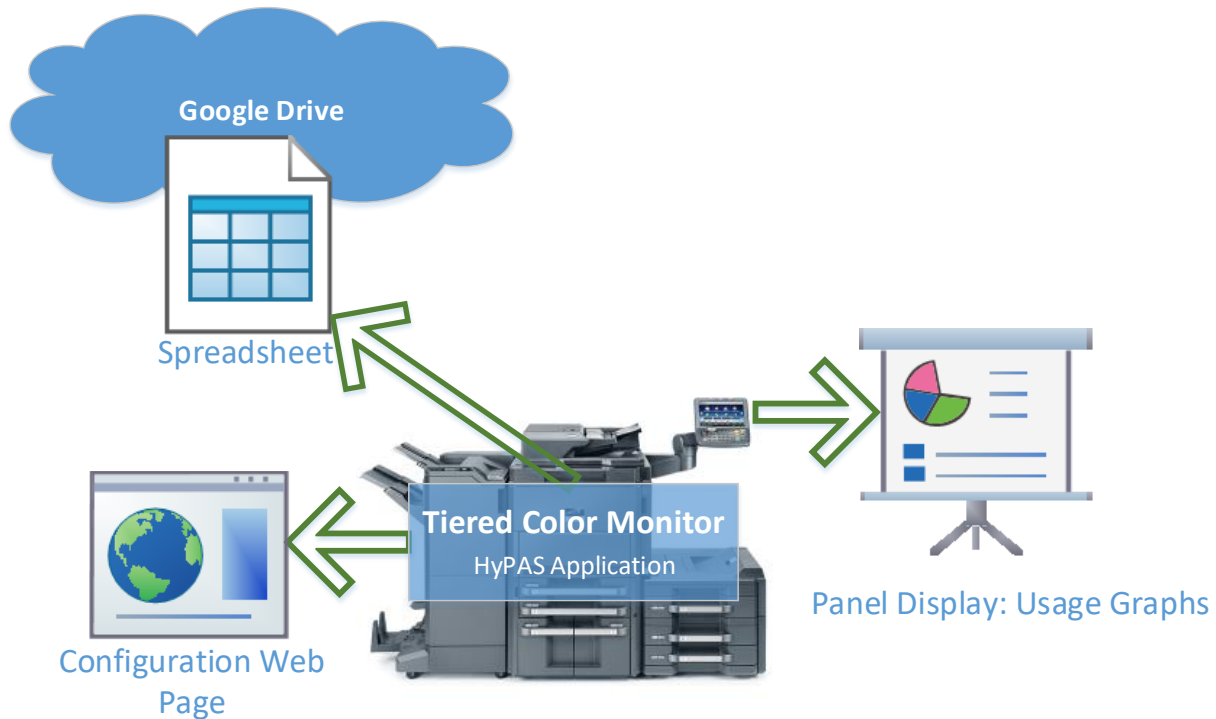 Google Drive
Spreadsheet
Tiered Color Monitor
HyPAS Application
Panel Display: Usage Graphs
Configuration Web
Page